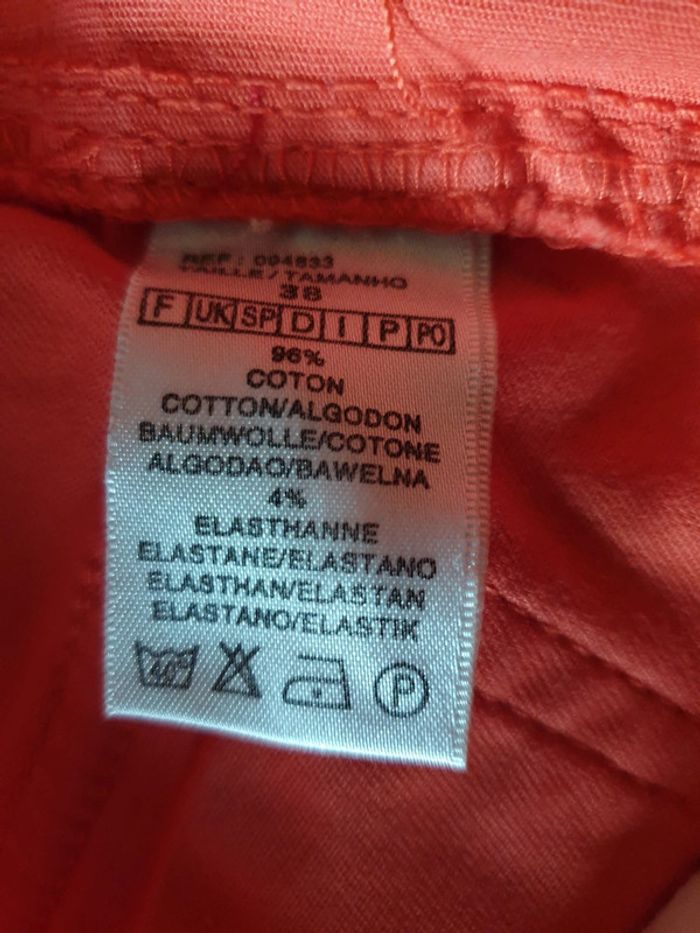 REF : 094833
TAILLE/TAMANHO
38
F UK SP D I P PO
96%
COTON
COTTON/ALGODON
BAUMWOLLE/COTONE
ALGODAO/BAWELNA
4%
ELASTHANNE
ELASTANE/ELASTANO
ELASTHAN/ELASTAN
ELASTANO/ELASTIK
40° P